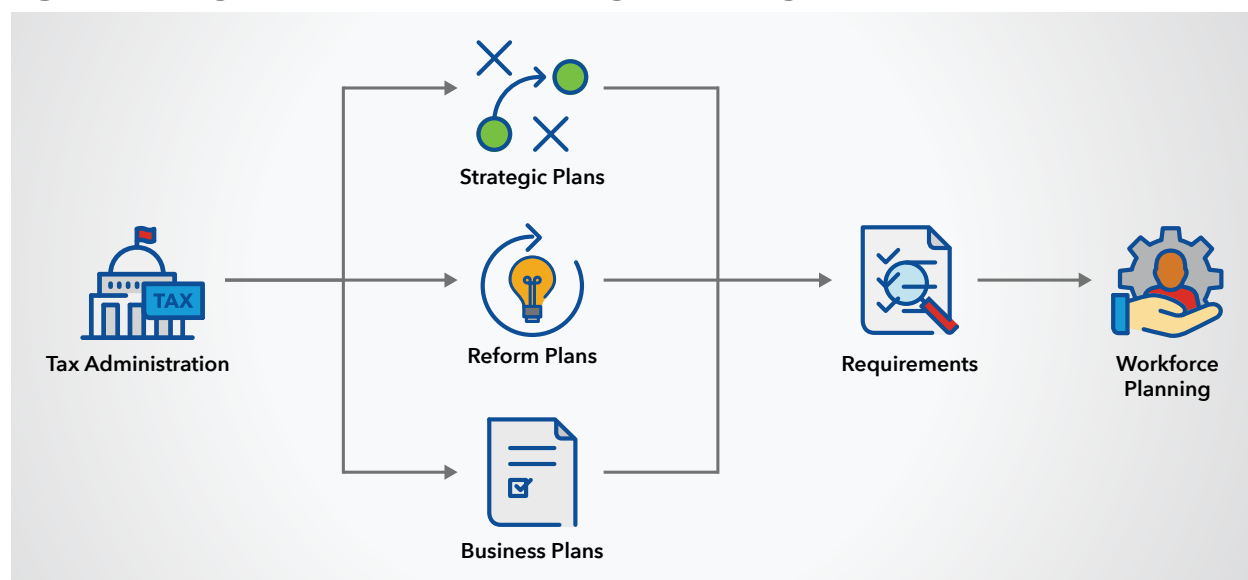 Strategic Plans
TAX
Tax Administration
Reform Plans
Requirements
Workforce
Planning
Business Plans